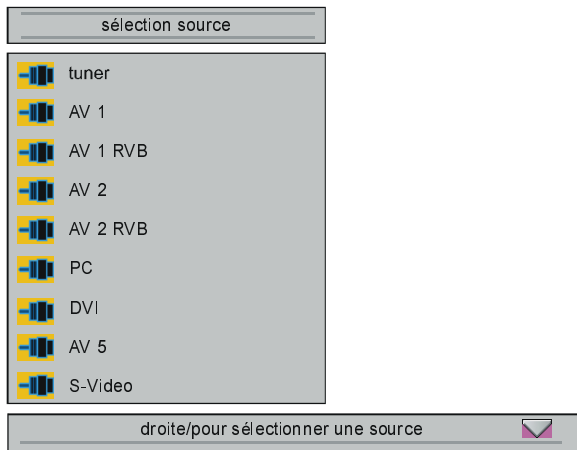 sélection source
tuner
AV 1
AV 1 RVB
AV 2
AV 2 RVB
PC
DVI
AV 5
S-Video
droite/pour sélectionner une source